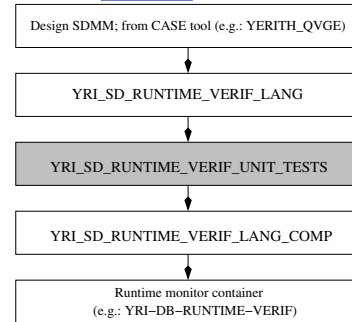 Design SDMM; from CASE tool (e.g.: YERITH_QVGE)
YRI_SD_RUNTIME_VERIF_LANG
YRI_SD_RUNTIME_VERIF_UNIT_TESTS
YRI_SD_RUNTIME_VERIF_LANG_COMP
Runtime monitor container
(e.g.: YRI−DB−RUNTIME−VERIF)